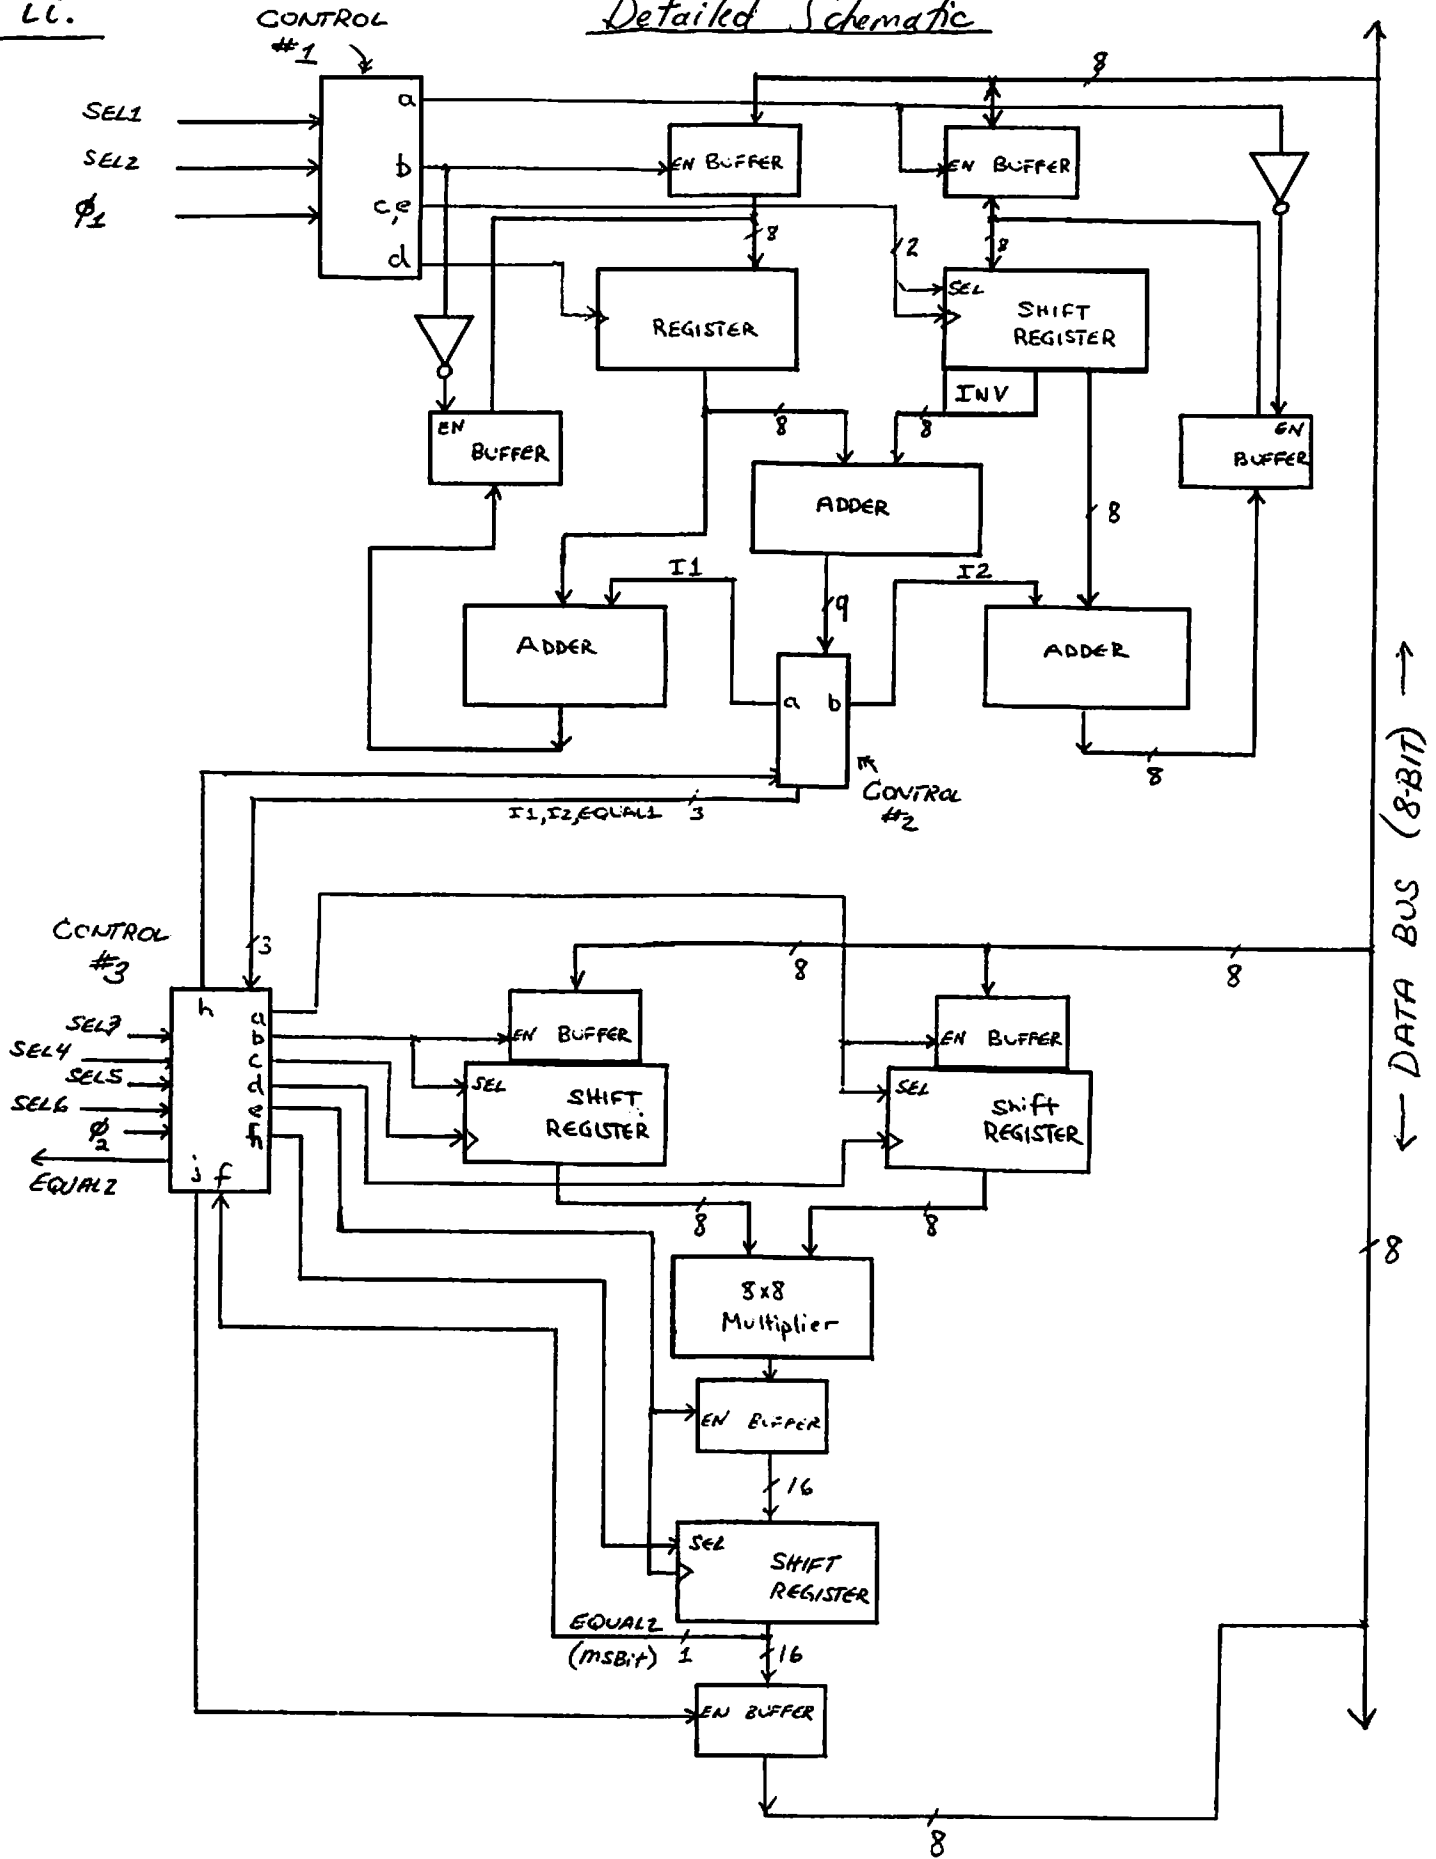 LL.
Detailed Schematic
CONTROL
#1
8
SEL1
SEL2
φ1
a
b
c,e
d
EN BUFFER
EN BUFFER
8
2
8
REGISTER
SEL
SHIFT
REGISTER
INV
EN
BUFFER
8
8
EN
BUFFER
ADDER
8
I1
I2
9
ADDER
ADDER
a b
8
CONTROL
#2
I1,I2,EQUAL1 3
← DATA BUS (8-BIT) →
CONTROL
#3
3
8
8
h
SEL3
SEL4
SEL5
SEL6
φ2
EQUAL2
a
b
c
d
e
j f
EN BUFFER
EN BUFFER
SEL
SHIFT
REGISTER
SEL
Shift
REGISTER
8
8
8
8x8
Multiplier
EN BUFFER
16
SEL
SHIFT
REGISTER
EQUAL2
(msBit) 1
16
EN BUFFER
8